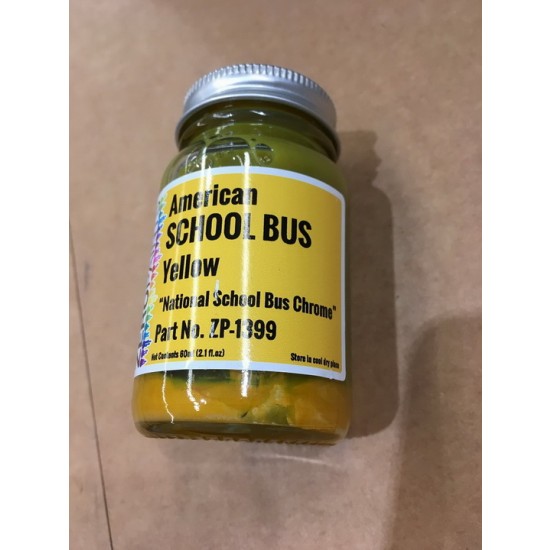 American
SCHOOL BUS
Yellow
"National School Bus Chrome"
Part No. ZP-1399
Net Contents 60ml (2.1 fl.oz)
Store in cool dry place